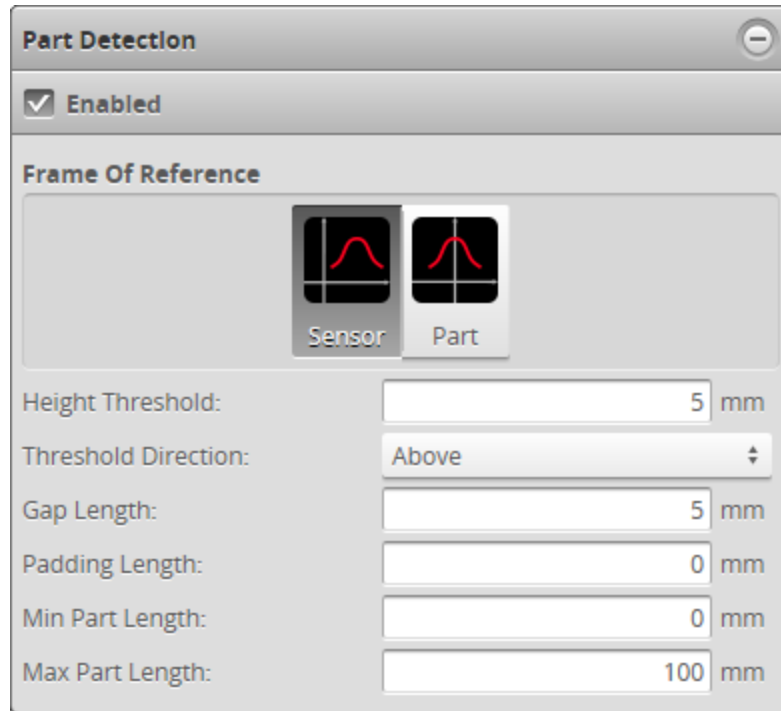 Part Detection
Enabled
Frame Of Reference
Sensor Part
Height Threshold: 5 mm
Threshold Direction: Above
Gap Length: 5 mm
Padding Length: 0 mm
Min Part Length: 0 mm
Max Part Length: 100 mm